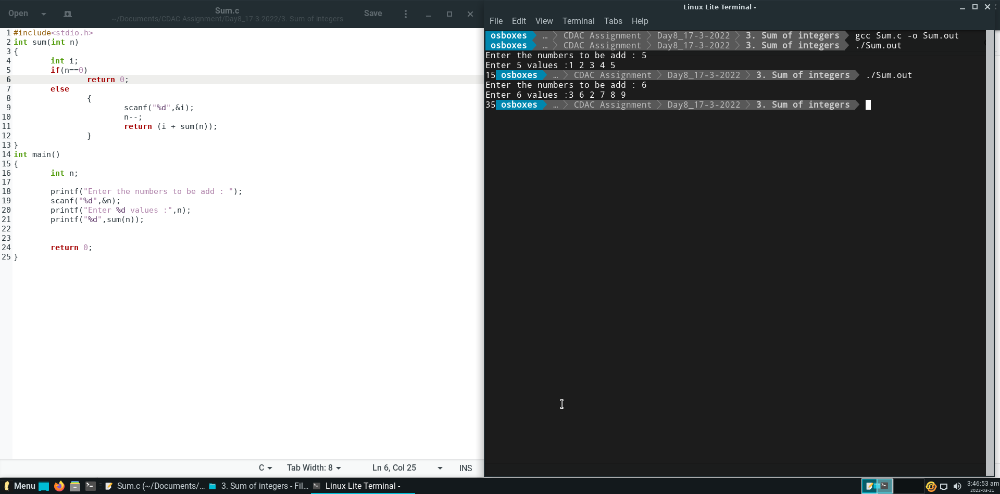 Open
Sum.c
~/Documents/CDAC Assignment/Day8_17-3-2022/3. Sum of integers
Save
1 #include<stdio.h>
2 int sum(int n)
3 {
4 int i;
5 if(n==0)
6 return 0;
7 else
8 {
9 scanf("%d",&i);
10 n--;
11 return (i + sum(n));
12 }
13 }
14 int main()
15 {
16 int n;
17
18 printf("Enter the numbers to be add : ");
19 scanf("%d",&n);
20 printf("Enter %d values :",n);
21 printf("%d",sum(n));
22
23
24 return 0;
25 }
C Tab Width: 8 Ln 6, Col 25 INS
Linux Lite Terminal -
File Edit View Terminal Tabs Help
osboxes … CDAC Assignment Day8_17-3-2022 3. Sum of integers gcc Sum.c -o Sum.out
osboxes … CDAC Assignment Day8_17-3-2022 3. Sum of integers ./Sum.out
Enter the numbers to be add : 5
Enter 5 values :1 2 3 4 5
15 osboxes … CDAC Assignment Day8_17-3-2022 3. Sum of integers ./Sum.out
Enter the numbers to be add : 6
Enter 6 values :3 6 2 7 8 9
35 osboxes … CDAC Assignment Day8_17-3-2022 3. Sum of integers
Menu Sum.c (~/Documents/... 3. Sum of integers - Fil... Linux Lite Terminal - 3:46:53 am
2022-03-21